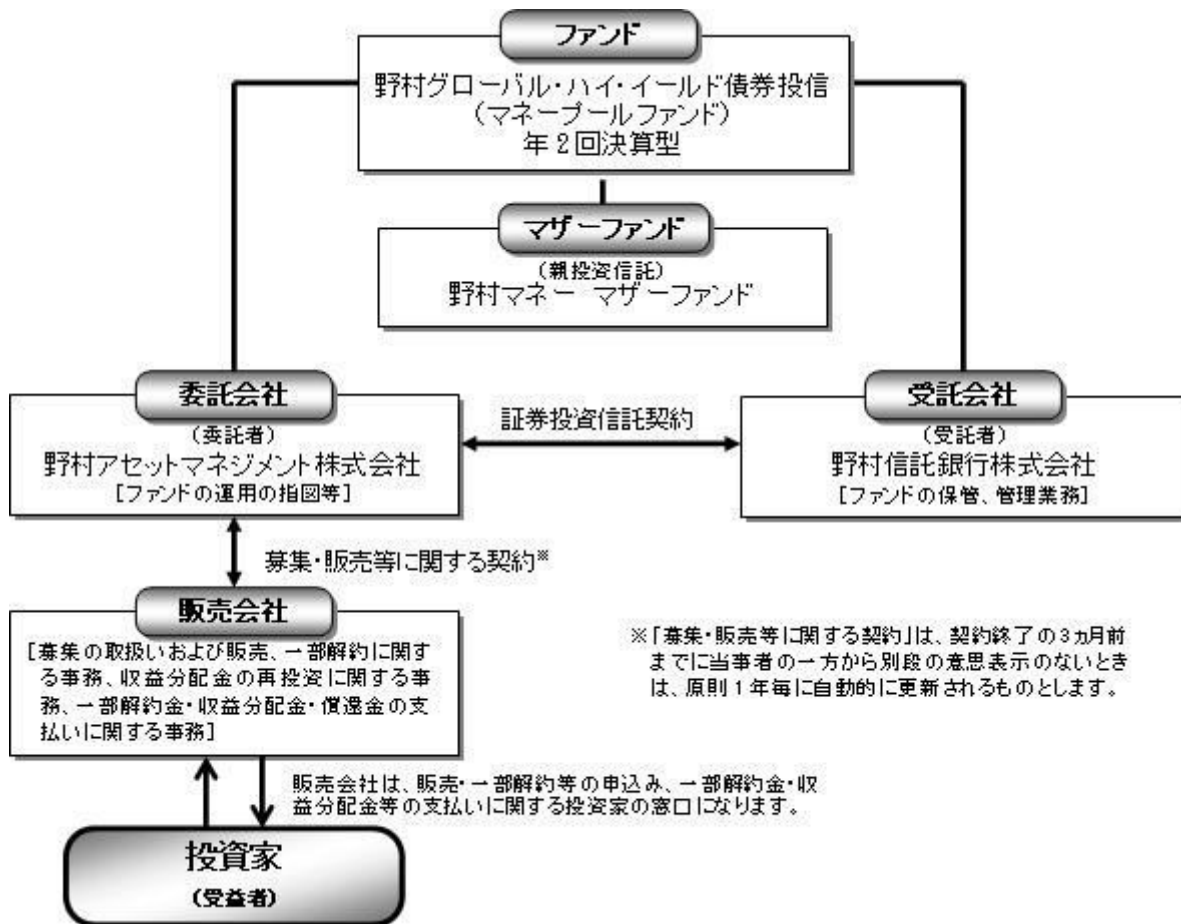 ファンド
野村グローバル・ハイ・イールド債券投信
(マネープールファンド)
年2回決算型
マザーファンド
(親投資信託)
野村マネー マザーファンド
委託会社
(委託者)
野村アセットマネジメント株式会社
[ファンドの運用の指図等]
証券投資信託契約
受託会社
(受託者)
野村信託銀行株式会社
[ファンドの保管、管理業務]
募集・販売等に関する契約※
販売会社
[募集の取扱いおよび販売、一部解約に関す
る事務、収益分配金の再投資に関する事
務、一部解約金・収益分配金・償還金の支
払いに関する事務]
※「募集・販売等に関する契約」は、契約終了の3ヵ月前
までに当事者の一方から別段の意思表示のないとき
は、原則1年毎に自動的に更新されるものとします。
販売会社は、販売・一部解約等の申込み、一部解約金・収
益分配金等の支払いに関する投資家の窓口になります。
投資家
(受益者)